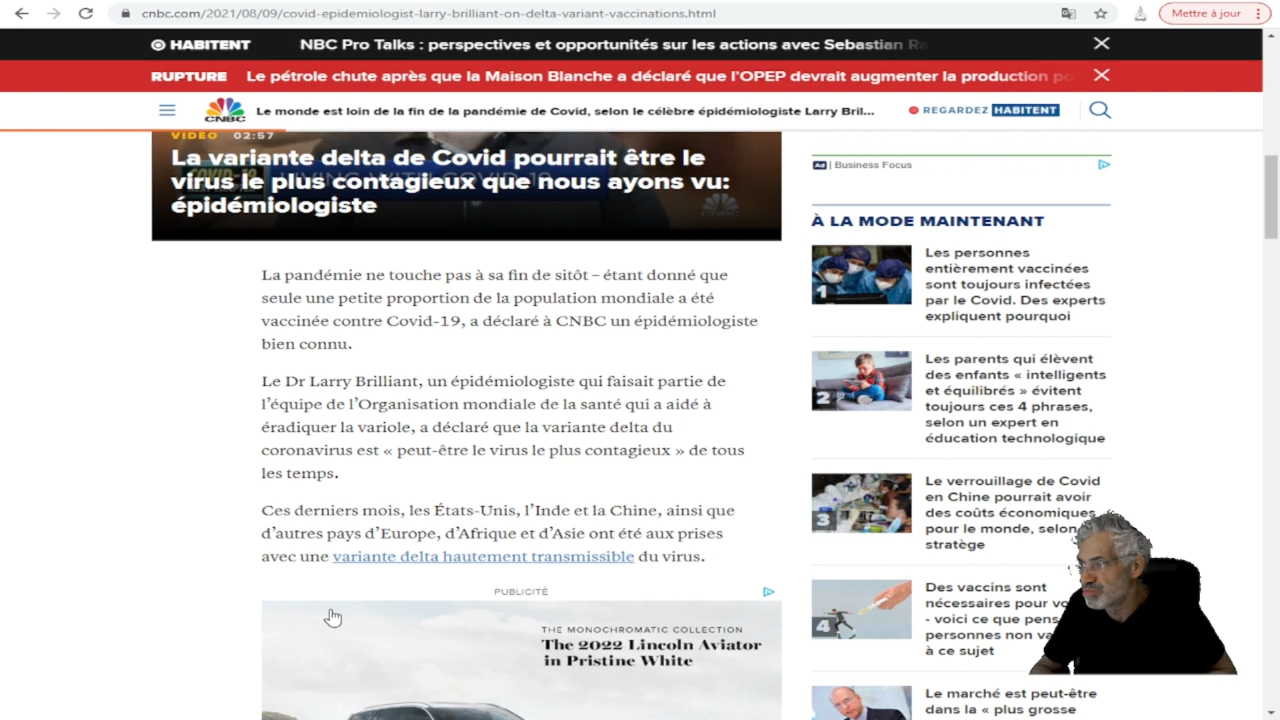 cnbc.com/2021/08/09/covid-epidemiologist-larry-brilliant-on-delta-variant-vaccinations.html
Mettre à jour
HABITENT
NBC Pro Talks : perspectives et opportunités sur les actions avec Sebastian
RUPTURE
Le pétrole chute après que la Maison Blanche a déclaré que l'OPEP devrait augmenter la production
CNBC
Le monde est loin de la fin de la pandémie de Covid, selon le célèbre épidémiologiste Larry Bril...
REGARDEZ HABITENT
VIDÉO 02:57
La variante delta de Covid pourrait être le
virus le plus contagieux que nous ayons vu:
épidémiologiste
La pandémie ne touche pas à sa fin de sitôt – étant donné que
seule une petite proportion de la population mondiale a été
vaccinée contre Covid-19, a déclaré à CNBC un épidémiologiste
bien connu.
Le Dr Larry Brilliant, un épidémiologiste qui faisait partie de
l'équipe de l'Organisation mondiale de la santé qui a aidé à
éradiquer la variole, a déclaré que la variante delta du
coronavirus est « peut-être le virus le plus contagieux » de tous
les temps.
Ces derniers mois, les États-Unis, l'Inde et la Chine, ainsi que
d'autres pays d'Europe, d'Afrique et d'Asie ont été aux prises
avec une variante delta hautement transmissible du virus.
PUBLICITÉ
THE MONOCHROMATIC COLLECTION
The 2022 Lincoln Aviator
in Pristine White
Ad | Business Focus
À LA MODE MAINTENANT
1
Les personnes
entièrement vaccinées
sont toujours infectées
par le Covid. Des experts
expliquent pourquoi
2
Les parents qui élèvent
des enfants « intelligents
et équilibrés » évitent
toujours ces 4 phrases,
selon un expert en
éducation technologique
3
Le verrouillage de Covid
en Chine pourrait avoir
des coûts économiques
pour le monde, selon
stratège
4
Des vaccins sont
nécessaires pour
- voici ce que
personnes non
à ce sujet
Le marché est peut-être
dans la « plus grosse